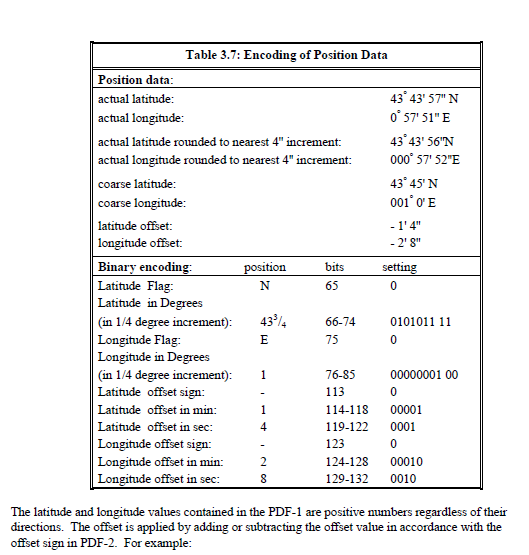 Table 3.7: Encoding of Position Data
Position data:
actual latitude: 43° 43' 57" N
actual longitude: 0° 57' 51" E
actual latitude rounded to nearest 4" increment: 43° 43' 56"N
actual longitude rounded to nearest 4" increment: 000° 57' 52"E
coarse latitude: 43° 45' N
coarse longitude: 001° 0' E
latitude offset: - 1' 4"
longitude offset: - 2' 8"
Binary encoding: position bits setting
Latitude Flag: N 65 0
Latitude in Degrees
(in 1/4 degree increment): 43³/₄ 66-74 0101011 11
Longitude Flag: E 75 0
Longitude in Degrees
(in 1/4 degree increment): 1 76-85 00000001 00
Latitude offset sign: - 113 0
Latitude offset in min: 1 114-118 00001
Latitude offset in sec: 4 119-122 0001
Longitude offset sign: - 123 0
Longitude offset in min: 2 124-128 00010
Longitude offset in sec: 8 129-132 0010
The latitude and longitude values contained in the PDF-1 are positive numbers regardless of their
directions. The offset is applied by adding or subtracting the offset value in accordance with the
offset sign in PDF-2. For example: